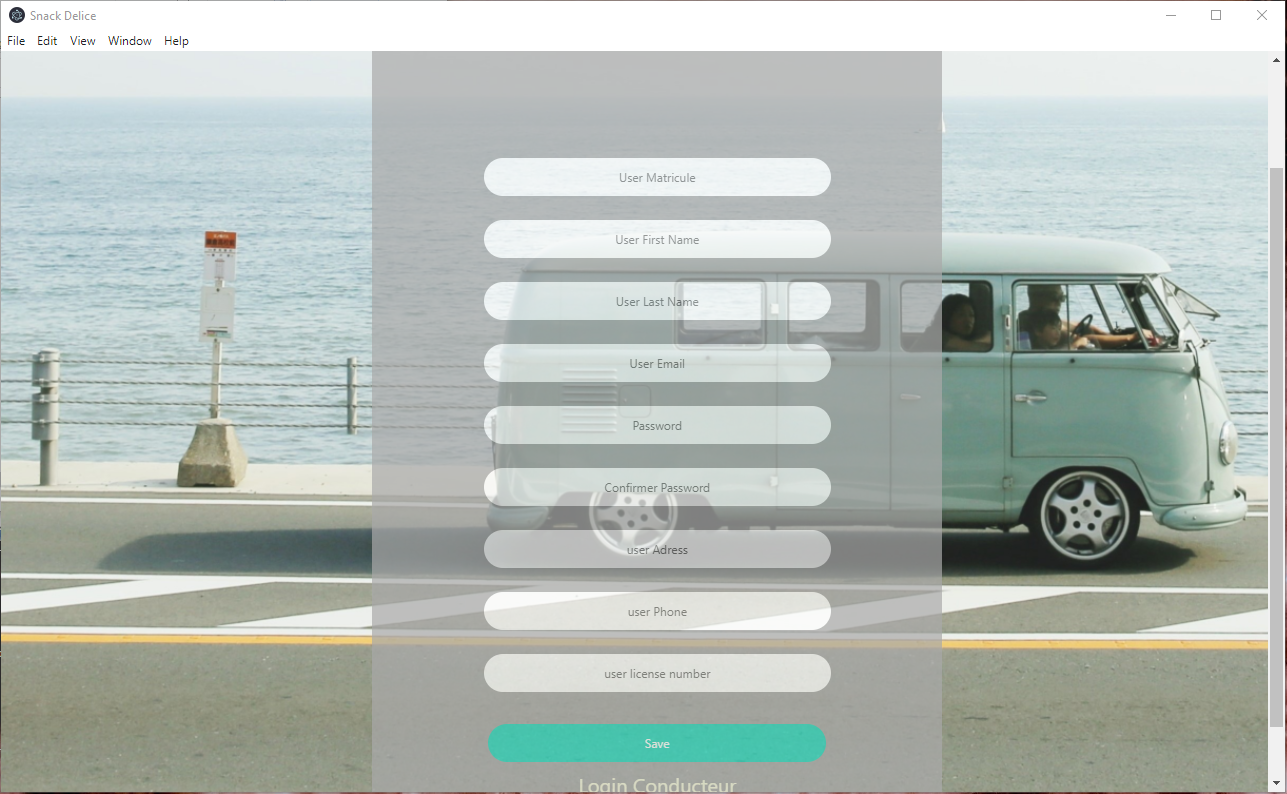 Snack Delice
File Edit View Window Help
User Matricule
User First Name
User Last Name
User Email
Password
Confirmer Password
user Adress
user Phone
user license number
Save
Login Conducteur